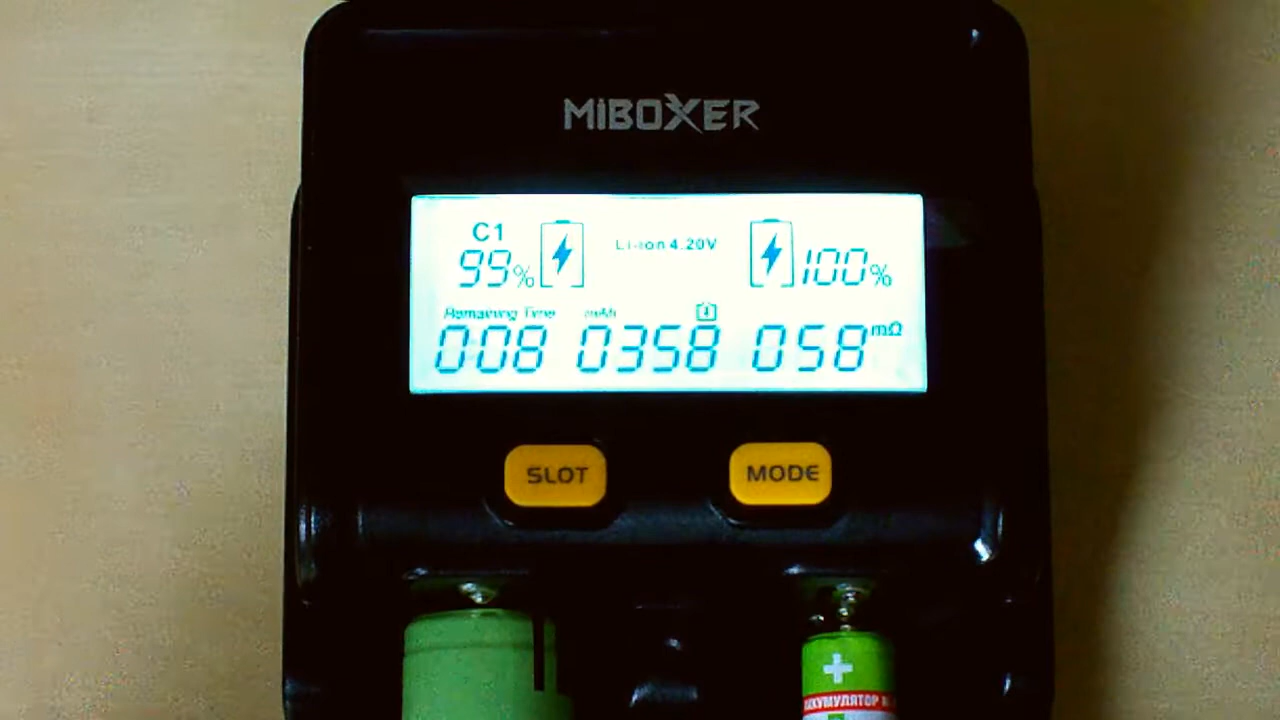 MiBOXER
C1
99%
Li-ion 4.20V
100%
Remaining Time
mAh
008
0358
058 mΩ
SLOT
MODE
АККУМУЛЯТОР